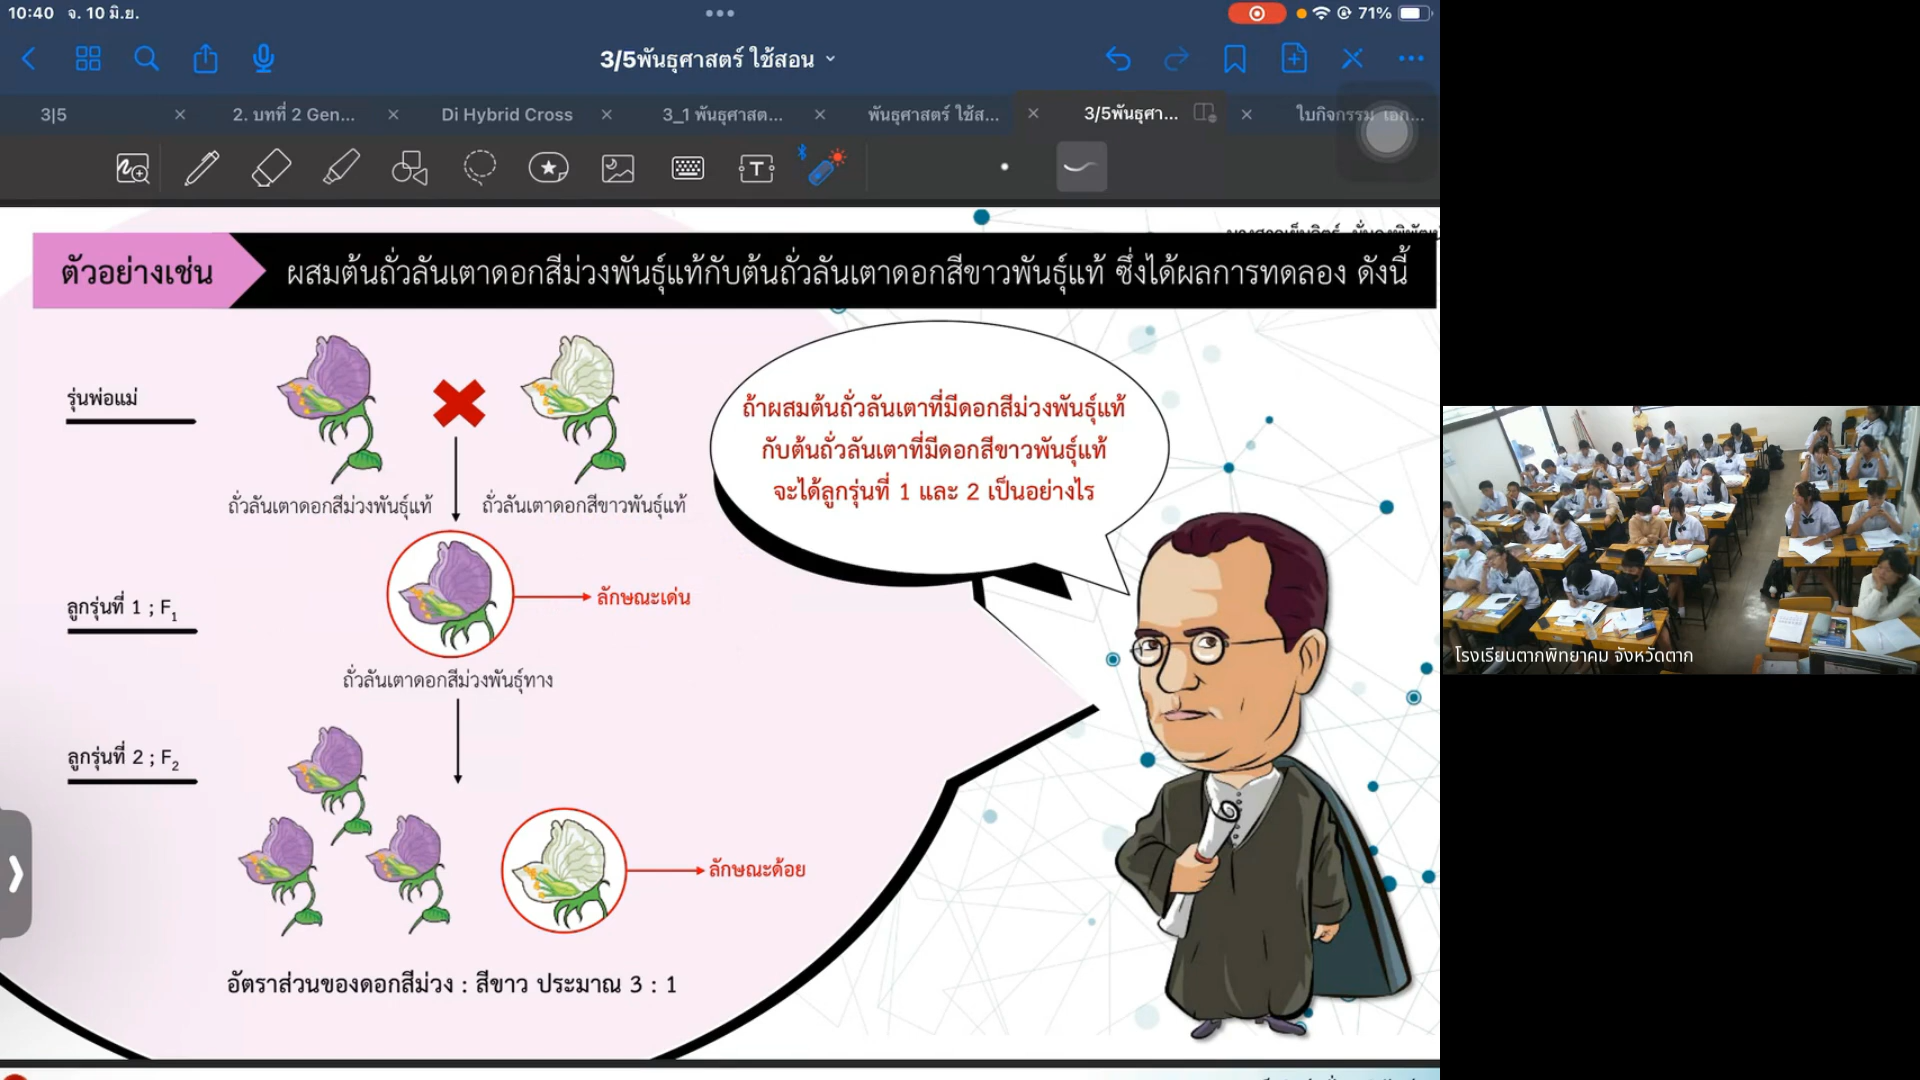 10:40 จ. 10 มิ.ย.
71%
3/5พันธุศาสตร์ ใช้สอน
3|5
2. บทที่ 2 Gen...
Di Hybrid Cross
3_1 พันธุศาสต...
พันธุศาสตร์ ใช้ส...
3/5พันธุศา...
ใบกิจกรรม เอก...
ตัวอย่างเช่น
ผสมต้นถั่วลันเตาดอกสีม่วงพันธุ์แท้กับต้นถั่วลันเตาดอกสีขาวพันธุ์แท้ ซึ่งได้ผลการทดลอง ดังนี้
รุ่นพ่อแม่
ถั่วลันเตาดอกสีม่วงพันธุ์แท้
ถั่วลันเตาดอกสีขาวพันธุ์แท้
ถ้าผสมต้นถั่วลันเตาที่มีดอกสีม่วงพันธุ์แท้
กับต้นถั่วลันเตาที่มีดอกสีขาวพันธุ์แท้
จะได้ลูกรุ่นที่ 1 และ 2 เป็นอย่างไร
ลูกรุ่นที่ 1 ; F1
ลักษณะเด่น
ถั่วลันเตาดอกสีม่วงพันธุ์ทาง
ลูกรุ่นที่ 2 ; F2
ลักษณะด้อย
อัตราส่วนของดอกสีม่วง : สีขาว ประมาณ 3 : 1
โรงเรียนตากพิทยาคม จังหวัดตาก